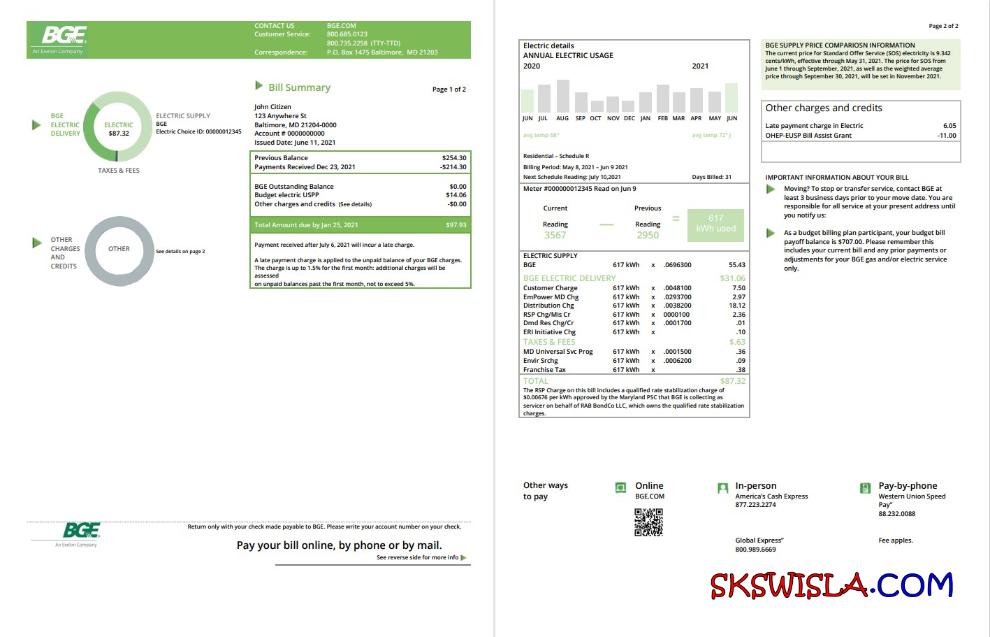 BGE
An Exelon Company
CONTACT US BGE.COM
Customer Service: 800.685.0123
800.735.2258 (TTY-TTD)
Correspondence: P.O. Box 1475 Baltimore, MD 21203
Bill Summary Page 1 of 2
John Citizen
123 Anywhere St
Baltimore, MD 21204-0000
Account # 0000000000
Issued Date: June 11, 2021
BGE
ELECTRIC
DELIVERY
ELECTRIC
$87.32
ELECTRIC SUPPLY
BGE
Electric Choice ID: 00000012345
TAXES & FEES
Previous Balance $254.30
Payments Received Dec 23, 2021 -$214.30
BGE Outstanding Balance $0.00
Budget electric USPP $14.06
Other charges and credits (See details) -$0.00
Total Amount due by Jan 25, 2021 $97.93
Payment received after July 6, 2021 will incur a late charge.
A late payment charge is applied to the unpaid balance of your BGE charges.
The charge is up to 1.5% for the first month: additional charges will be
assessed
on unpaid balances past the first month, not to exceed 5%.
OTHER
CHARGES
AND
CREDITS
OTHER
See details on page 2
BGE
An Exelon Company
Return only with your check made payable to BGE. Please write your account number on your check.
Pay your bill online, by phone or by mail.
See reverse side for more info
Page 2 of 2
Electric details
ANNUAL ELECTRIC USAGE
2020 2021
JUN JUL AUG SEP OCT NOV DEC JAN FEB MAR APR MAY JUN
avg temp 68°
Residential – Schedule R
Billing Period: May 8, 2021 – Jun 9 2021
Next Schedule Reading: July 10,2021 Days Billed: 31
Meter #000000012345 Read on Jun 9
Current Previous
Reading Reading
3567 — 2950 = 617
kWh used
ELECTRIC SUPPLY
BGE 617 kWh x .0696300 55.43
BGE ELECTRIC DELIVERY $31.06
Customer Charge 617 kWh x .0048100 7.50
EmPower MD Chg 617 kWh x .0293700 2.97
Distribution Chg 617 kWh x .0038200 18.12
RSP Chg/Mis Cr 617 kWh x 0000100 2.36
Dmd Res Chg/Cr 617 kWh x .0001700 .01
ERI Initiative Chg 617 kWh x .10
TAXES & FEES $.63
MD Universal Svc Prog 617 kWh x .0001500 .36
Envir Srchg 617 kWh x .0006200 .09
Franchise Tax 617 kWh x .38
TOTAL $87.32
The RSP Charge on this bill includes a qualified rate stabilization charge of
$0.00676 per kWh approved by the Maryland PSC that BGE is collecting as
servicer on behalf of RAB BondCo LLC, which owns the qualified rate stabilization
charges.
BGE SUPPLY PRICE COMPARIOSN INFORMATION
The current price for Standard Offer Service (SOS) electricity is 9.342
cents/kWh, effective through May 31, 2021. The price for SOS from
June 1 through September, 2021, as well as the weighted average
price through September 30, 2021, will be set in November 2021.
Other charges and credits
Late payment charge in Electric 6.05
OHEP-EUSP Bill Assist Grant -11.00
IMPORTANT INFORMATION ABOUT YOUR BILL
Moving? To stop or transfer service, contact BGE at
least 3 business days prior to your move date. You are
responsible for all service at your present address until
you notify us:
As a budget billing plan participant, your budget bill
payoff balance is $707.00. Please remember this
includes your current bill and any prior payments or
adjustments for your BGE gas and/or electric service
only.
Other ways
to pay
Online
BGE.COM
In-person
America's Cash Express
877.223.2274
Global Express"
800.989.6669
Pay-by-phone
Western Union Speed
Pay"
88.232.0088
Fee apples.
SKSWISLA.COM